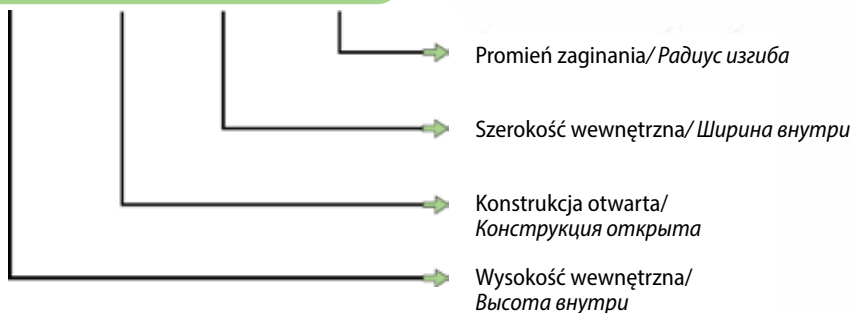 Promień zaginania/ Радиус изгиба
Szerokość wewnętrzna/ Ширина внутри
Konstrukcja otwarta/
Конструкция открыта
Wysokość wewnętrzna/
Высота внутри